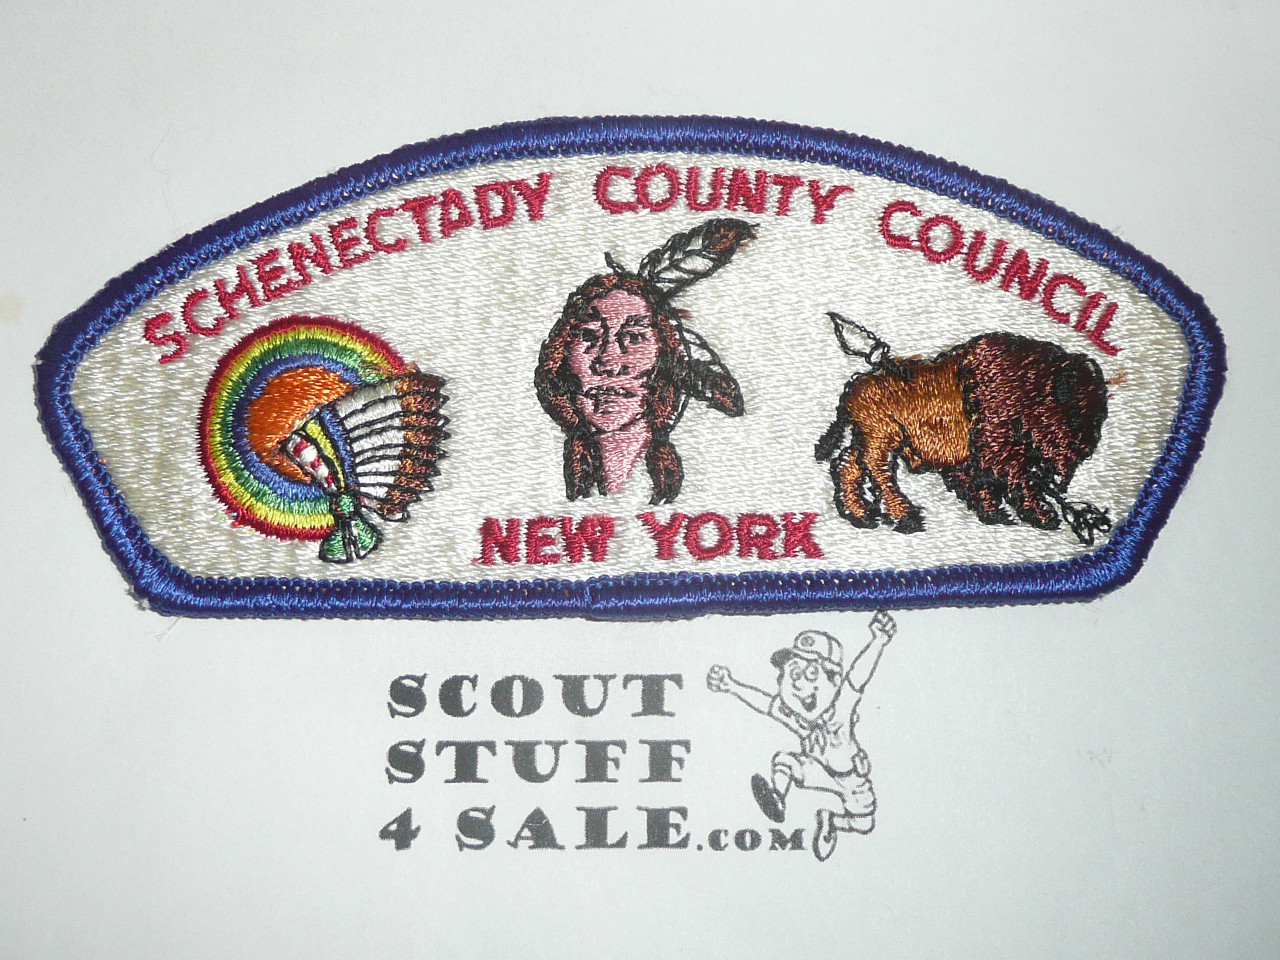 SCHENECTADY COUNTY COUNCIL
NEW YORK
SCOUT
STUFF
4 SALE.COM